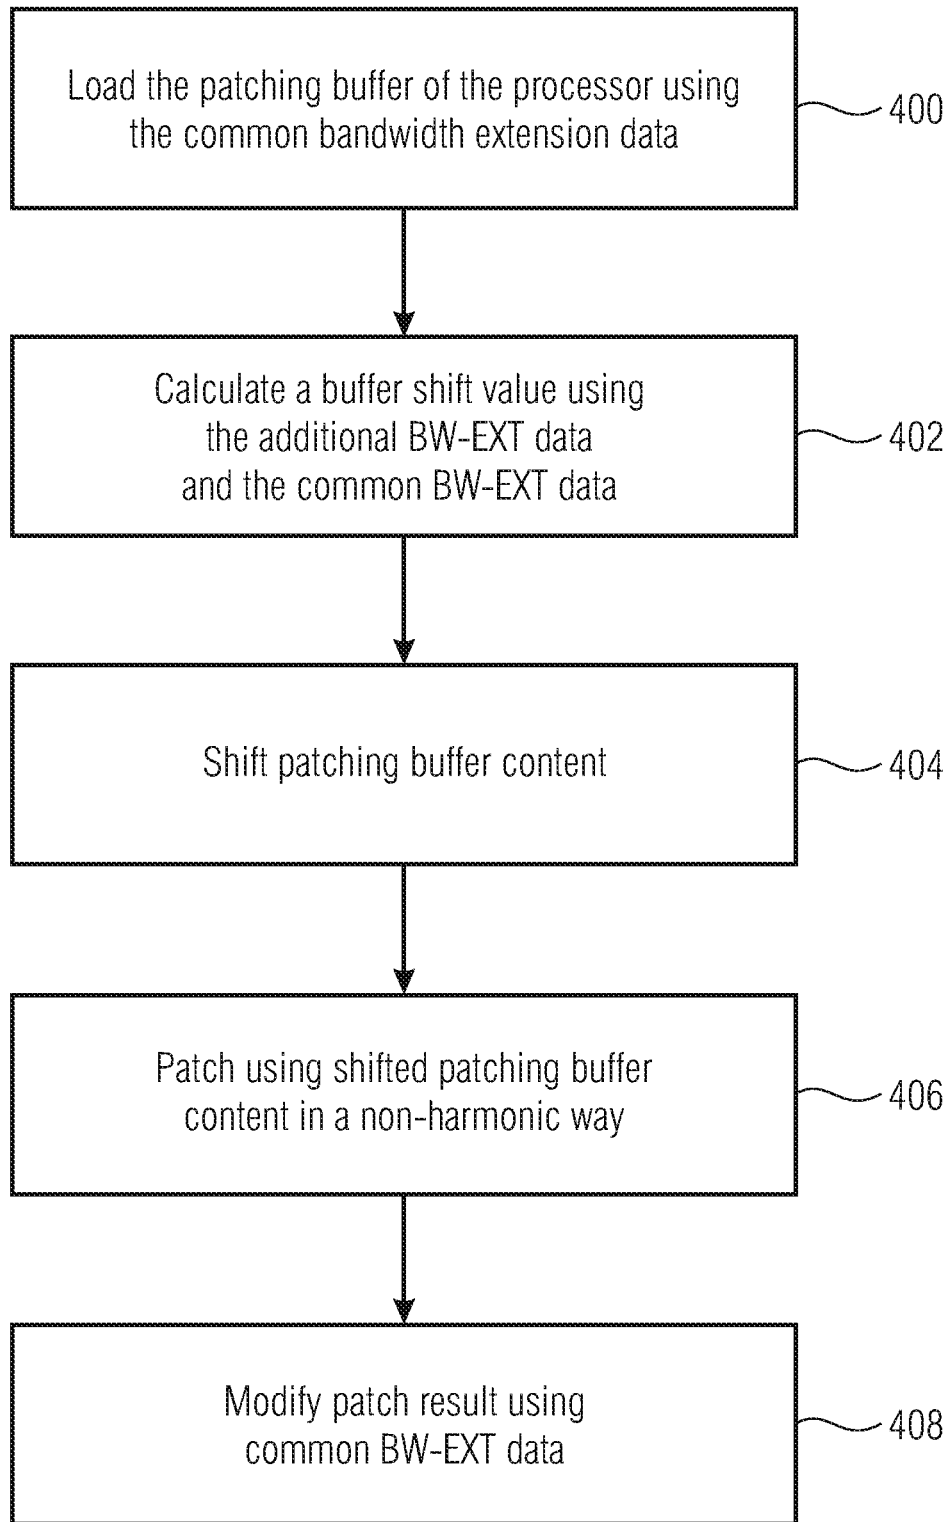 Load the patching buffer of the processor using
the common bandwidth extension data
400
Calculate a buffer shift value using
the additional BW-EXT data
and the common BW-EXT data
402
Shift patching buffer content
404
Patch using shifted patching buffer
content in a non-harmonic way
406
Modify patch result using
common BW-EXT data
408